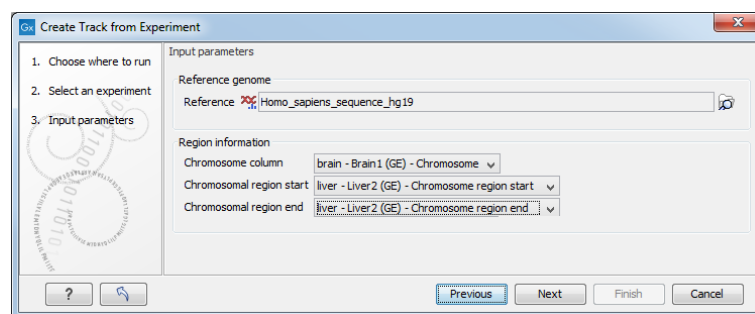 Gx Create Track from Experiment
1. Choose where to run
2. Select an experiment
3. Input parameters
Input parameters
Reference genome
Reference Homo_sapiens_sequence_hg19
Region information
Chromosome column brain - Brain1 (GE) - Chromosome
Chromosomal region start liver - Liver2 (GE) - Chromosome region start
Chromosomal region end liver - Liver2 (GE) - Chromosome region end
? Previous Next Finish Cancel